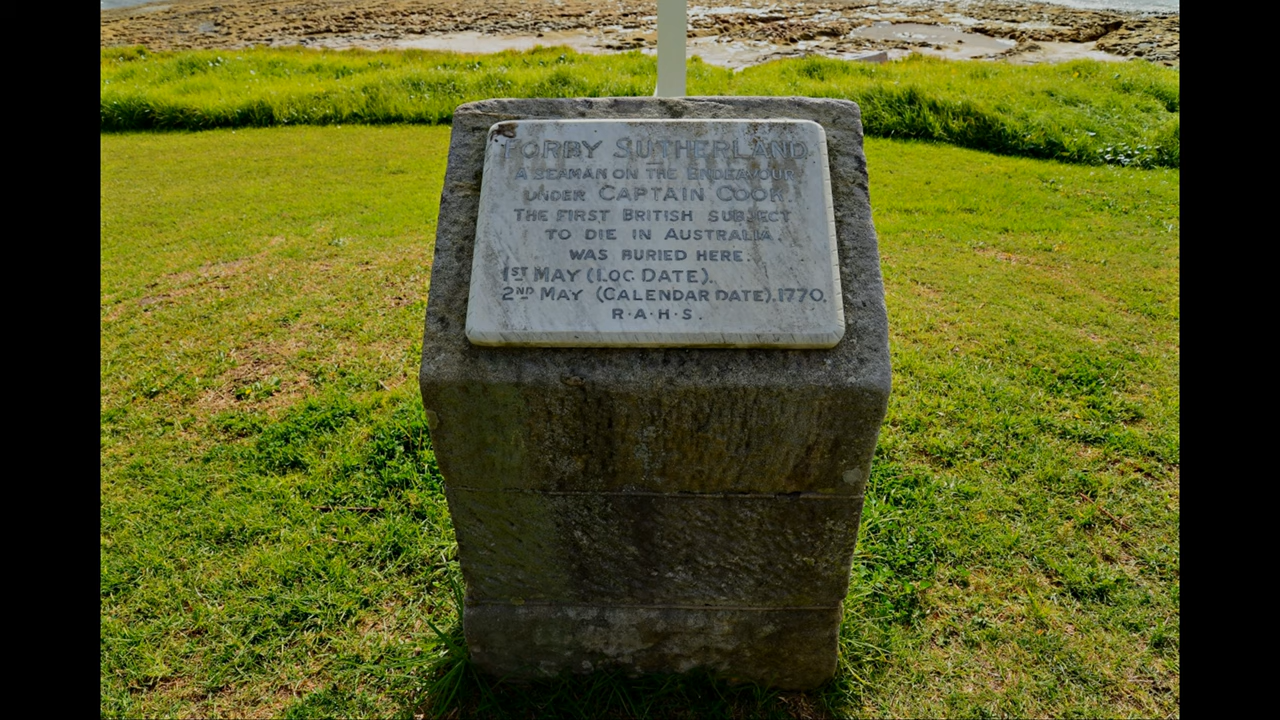 FORBY SUTHERLAND.
A SEAMAN ON THE ENDEAVOUR
UNDER CAPTAIN COOK.
THE FIRST BRITISH SUBJECT
TO DIE IN AUSTRALIA.
WAS BURIED HERE.
1ST MAY (LOG DATE).
2ND MAY (CALENDAR DATE).1770.
R·A·H·S.